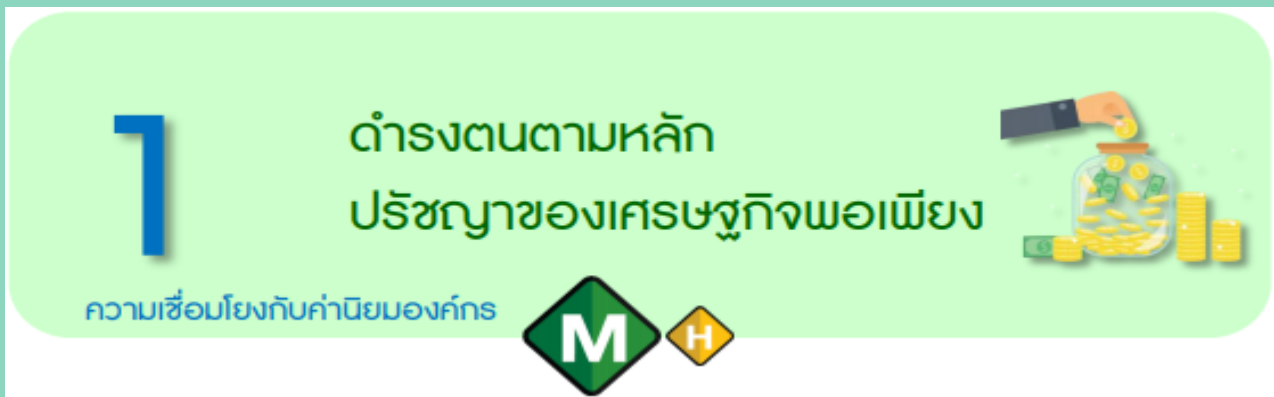 1
ดำรงตนตามหลัก
ปรัชญาของเศรษฐกิจพอเพียง
ความเชื่อมโยงกับค่านิยมองค์กร
M H